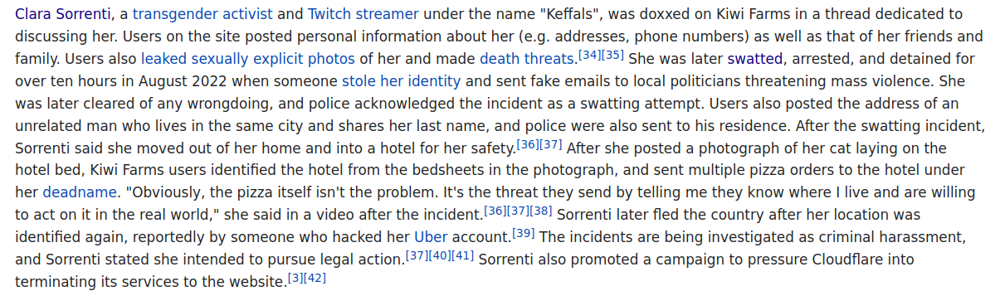 Clara Sorrenti, a transgender activist and Twitch streamer under the name "Keffals", was doxxed on Kiwi Farms in a thread dedicated to
discussing her. Users on the site posted personal information about her (e.g. addresses, phone numbers) as well as that of her friends and
family. Users also leaked sexually explicit photos of her and made death threats.[34][35] She was later swatted, arrested, and detained for
over ten hours in August 2022 when someone stole her identity and sent fake emails to local politicians threatening mass violence. She
was later cleared of any wrongdoing, and police acknowledged the incident as a swatting attempt. Users also posted the address of an
unrelated man who lives in the same city and shares her last name, and police were also sent to his residence. After the swatting incident,
Sorrenti said she moved out of her home and into a hotel for her safety.[36][37] After she posted a photograph of her cat laying on the
hotel bed, Kiwi Farms users identified the hotel from the bedsheets in the photograph, and sent multiple pizza orders to the hotel under
her deadname. "Obviously, the pizza itself isn't the problem. It's the threat they send by telling me they know where I live and are willing
to act on it in the real world," she said in a video after the incident.[36][37][38] Sorrenti later fled the country after her location was
identified again, reportedly by someone who hacked her Uber account.[39] The incidents are being investigated as criminal harassment,
and Sorrenti stated she intended to pursue legal action.[37][40][41] Sorrenti also promoted a campaign to pressure Cloudflare into
terminating its services to the website.[3][42]